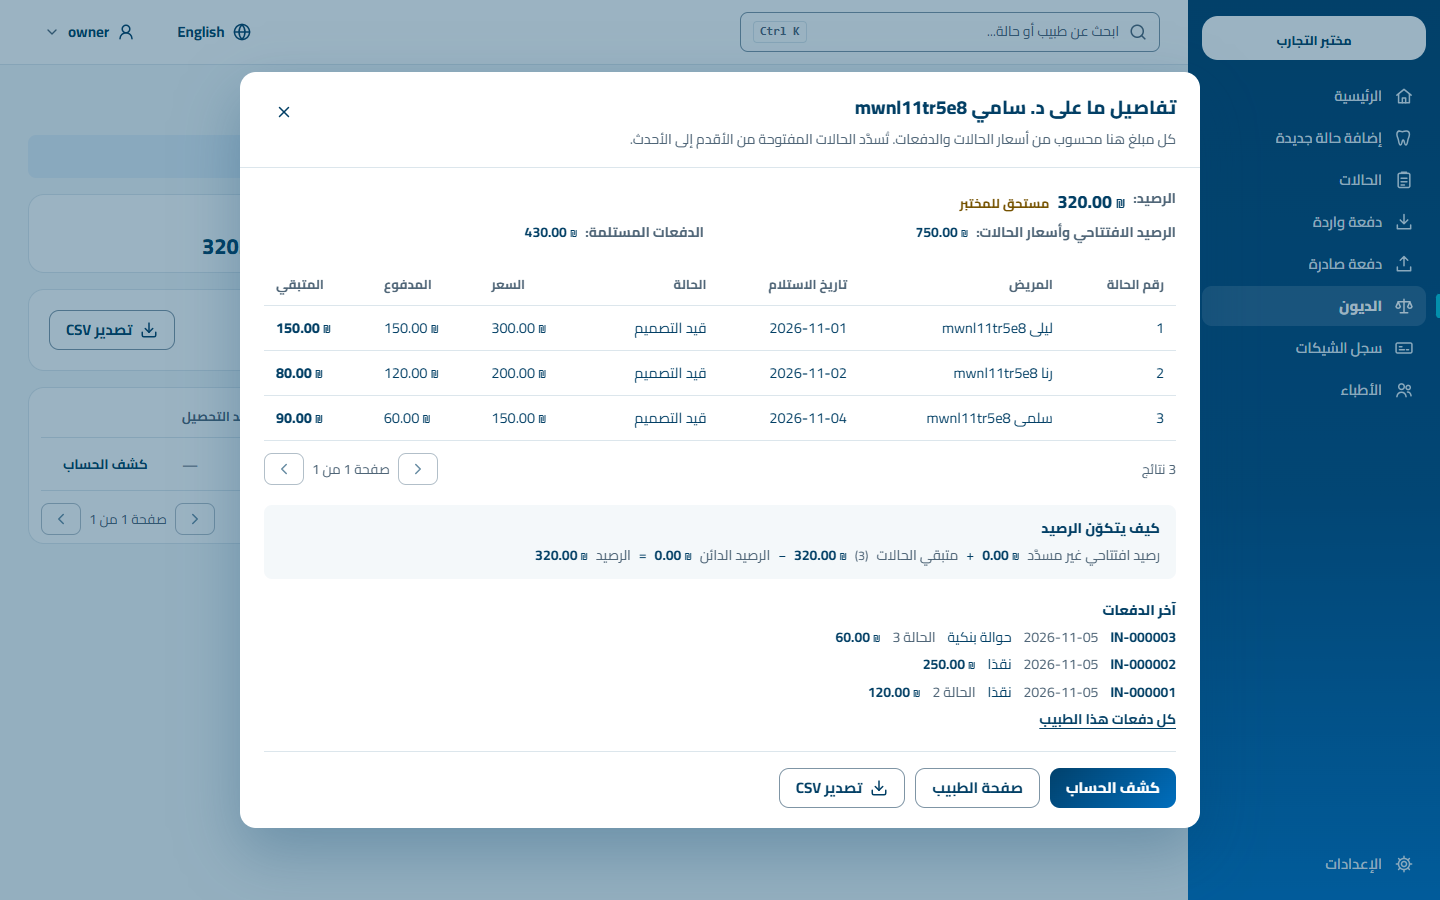 مختبر التجارب
الرئيسية
إضافة حالة جديدة
الحالات
دفعة واردة
دفعة صادرة
الديون
سجل الشيكات
الأطباء
الإعدادات
ابحث عن طبيب أو حالة...
Ctrl K
English
owner
تفاصيل ما على د. سامي mwnl11tr5e8
كل مبلغ هنا محسوب من أسعار الحالات والدفعات. تُسدَّد الحالات المفتوحة من الأقدم إلى الأحدث.
الرصيد: ₪ 320.00 مستحق للمختبر
الرصيد الافتتاحي وأسعار الحالات: ₪ 750.00 الدفعات المستلمة: ₪ 430.00
رقم الحالة المريض تاريخ الاستلام الحالة السعر المدفوع المتبقي
1 ليلى mwnl11tr5e8 2026-11-01 قيد التصميم ₪ 300.00 ₪ 150.00 ₪ 150.00
2 رنا mwnl11tr5e8 2026-11-02 قيد التصميم ₪ 200.00 ₪ 120.00 ₪ 80.00
3 سلمى mwnl11tr5e8 2026-11-04 قيد التصميم ₪ 150.00 ₪ 60.00 ₪ 90.00
3 نتائج صفحة 1 من 1
كيف يتكوّن الرصيد
رصيد افتتاحي غير مسدَّد ₪ 0.00 + متبقي الحالات (3) ₪ 320.00 − الرصيد الدائن ₪ 0.00 = الرصيد ₪ 320.00
آخر الدفعات
IN-000003 2026-11-05 حوالة بنكية الحالة 3 ₪ 60.00
IN-000002 2026-11-05 نقدًا ₪ 250.00
IN-000001 2026-11-05 نقدًا الحالة 2 ₪ 120.00
كل دفعات هذا الطبيب
كشف الحساب
صفحة الطبيب
تصدير CSV
320.
تصدير CSV
التحصيل
— كشف الحساب
صفحة 1 من 1